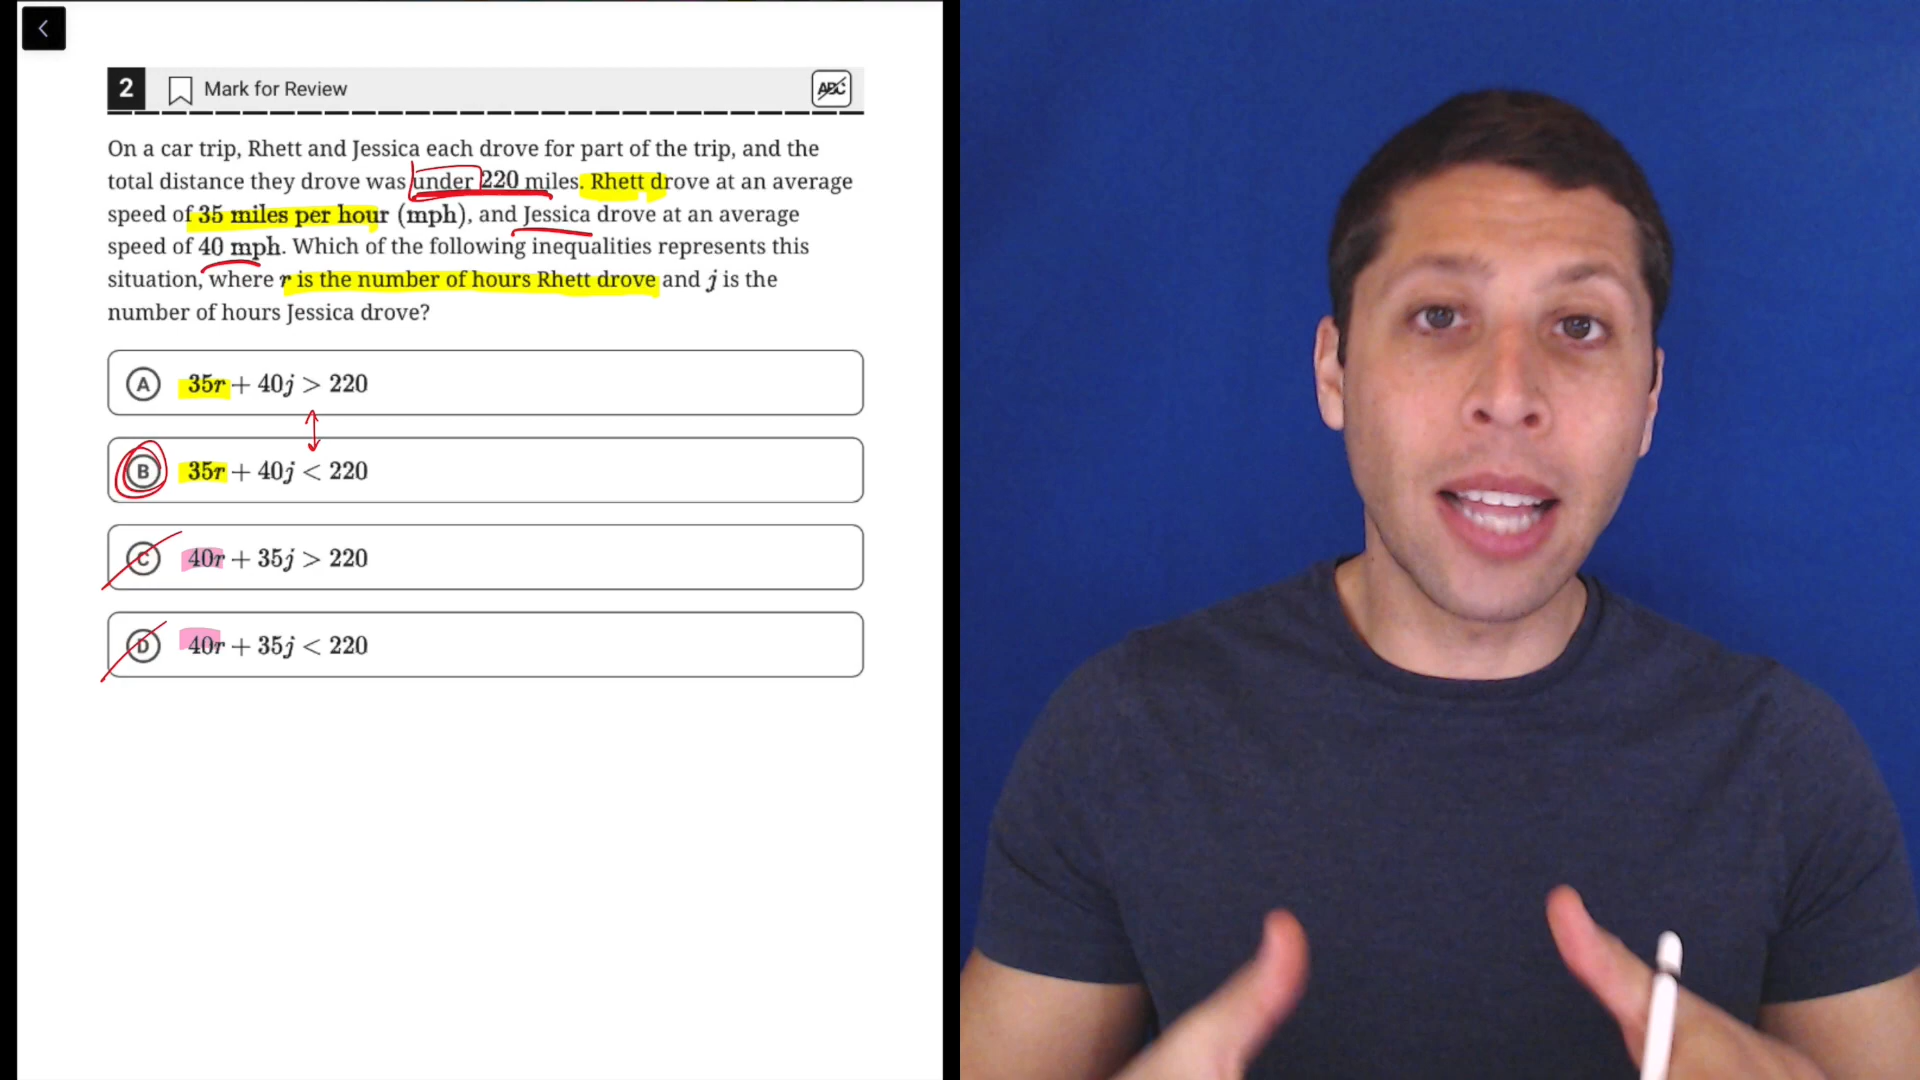 2 Mark for Review ABC
On a car trip, Rhett and Jessica each drove for part of the trip, and the
total distance they drove was under 220 miles. Rhett drove at an average
speed of 35 miles per hour (mph), and Jessica drove at an average
speed of 40 mph. Which of the following inequalities represents this
situation, where r is the number of hours Rhett drove and j is the
number of hours Jessica drove?
A 35r + 40j > 220
B 35r + 40j < 220
C 40r + 35j > 220
D 40r + 35j < 220